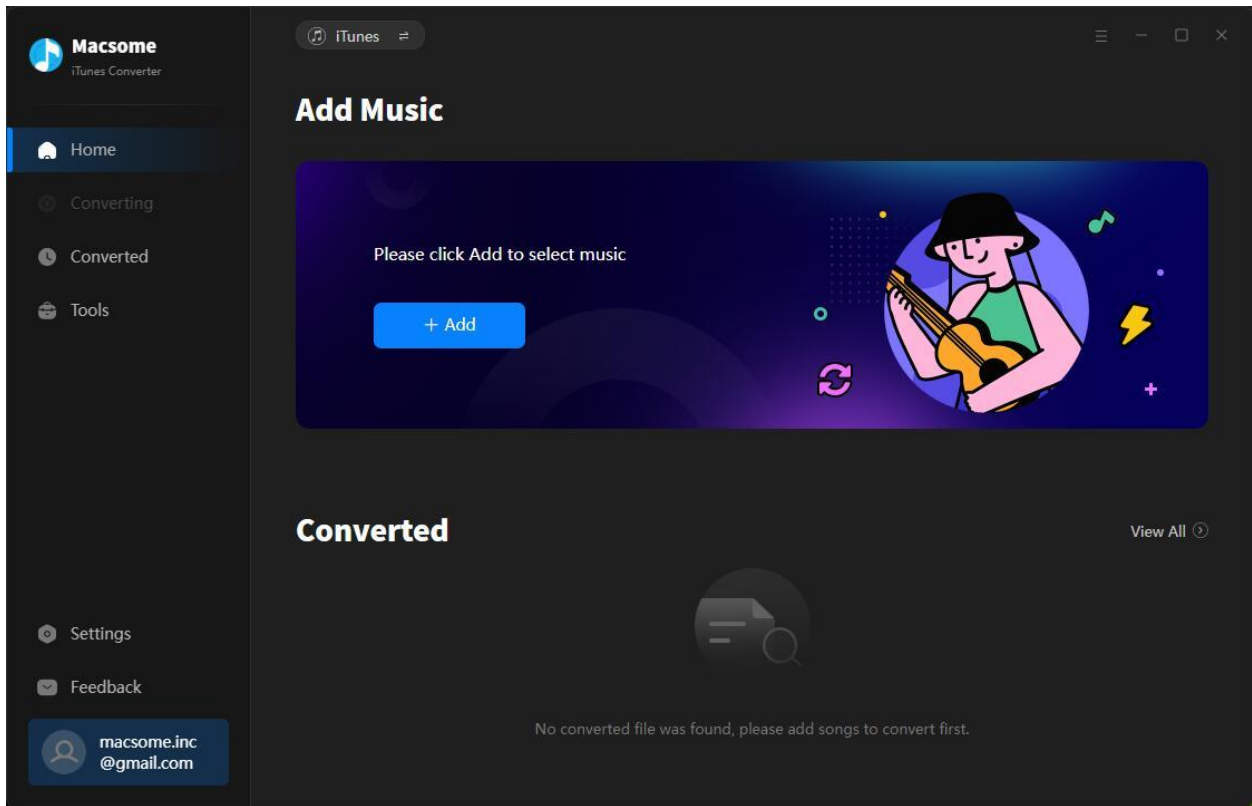 Macsome
iTunes Converter
iTunes
Home
Converting
Converted
Tools
Settings
Feedback
macsome.inc
@gmail.com
Add Music
Please click Add to select music
+ Add
Converted
View All
No converted file was found, please add songs to convert first.